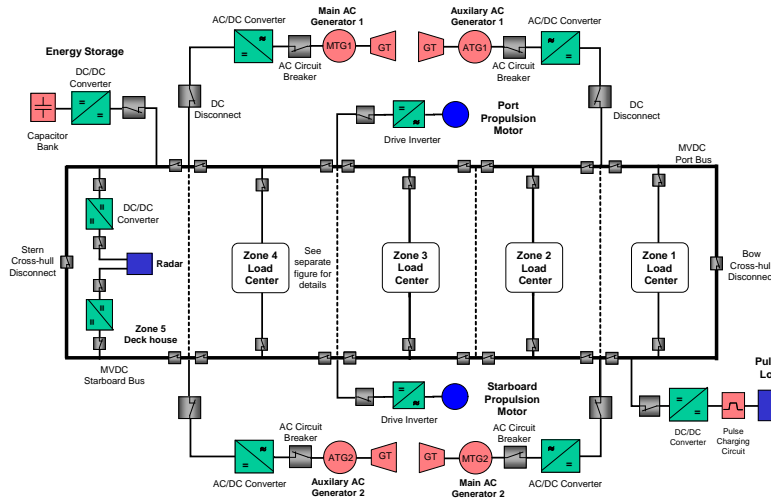 Main AC
Generator 1
Auxilary AC
Generator 1
AC/DC Converter
AC/DC Converter
MTG1
GT
GT
ATG1
AC Circuit
Breaker
AC Circuit
Breaker
Energy Storage
DC/DC
Converter
DC
Disconnect
DC
Disconnect
Port
Propulsion
Motor
Capacitor
Bank
Drive Inverter
MVDC
Port Bus
DC/DC
Converter
Stern
Cross-hull
Disconnect
Radar
Zone 4
Load
Center
See
separate
figure for
details
Zone 3
Load
Center
Zone 2
Load
Center
Zone 1
Load
Center
Bow
Cross-hull
Disconnect
Zone 5
Deck house
MVDC
Starboard Bus
Starboard
Propulsion
Motor
Drive Inverter
Pul
Lo
DC/DC
Converter
Pulse
Charging
Circuit
AC Circuit
Breaker
AC Circuit
Breaker
ATG2
GT
GT
MTG2
AC/DC Converter
AC/DC Converter
Auxilary AC
Generator 2
Main AC
Generator 2